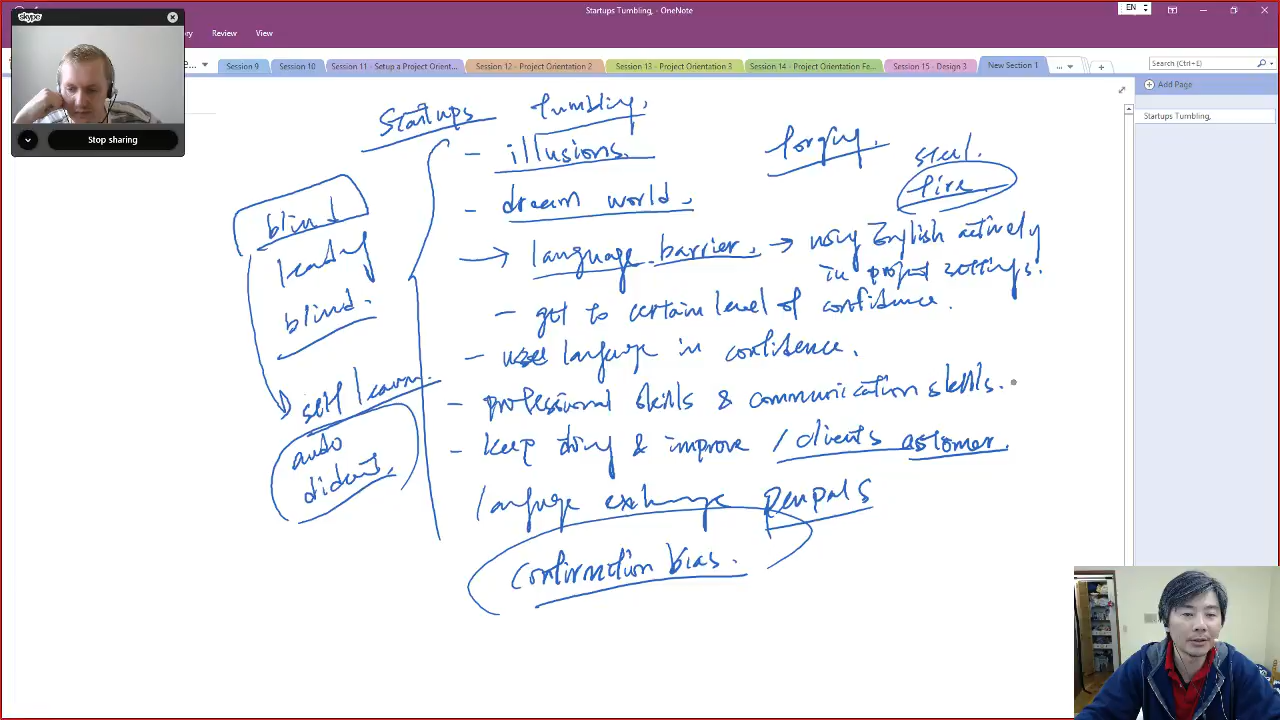 skype
Startups Tumbling, - OneNote
EN
Review
View
Stop sharing
Session 9
Session 10
Session 11 - Setup a Project Orient...
Session 12 - Project Orientation 2
Session 13 - Project Orientation 3
Session 14 - Project Orientation Fe...
Session 15 - Design 3
New Section 1
Search (Ctrl+E)
Add Page
Startups Tumbling,
Startups tumbling,
- illusions.
- dream world.
forging.
steel.
fire
→ language barrier. → using English actively
in project settings.
- get to certain level of confidence.
- use language in confidence.
- professional skills & communication skills.
- keep doing & improve / clients customer.
language exchange penpals
confirmation bias.
blind
leading
blind.
self learn.
auto
didact.